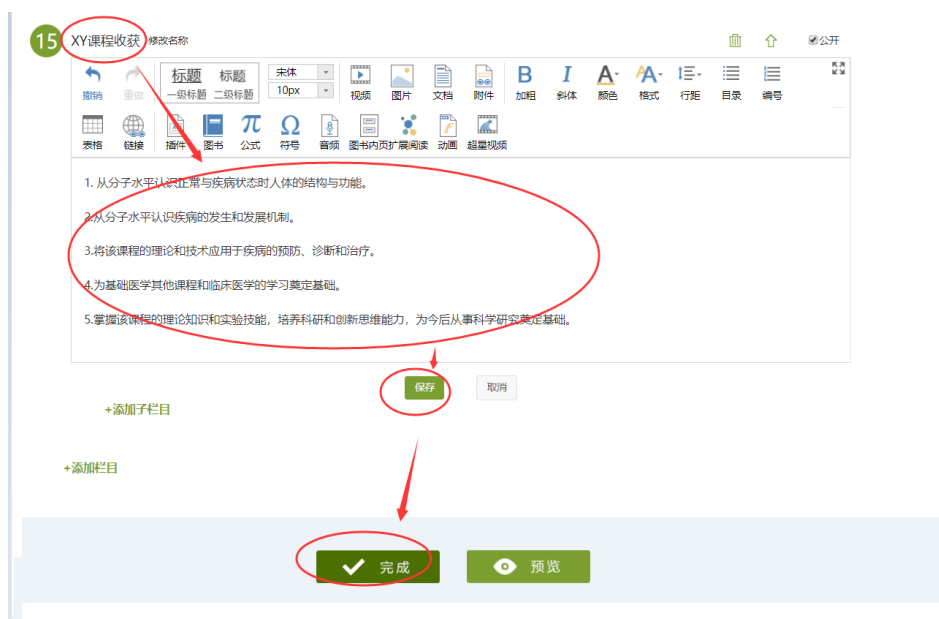 15 XY课程收获 修改名称 公开
撤销 重做 标题 一级标题 标题 二级标题 宋体 10px 视频 图片 文档 附件 B 加粗 I 斜体 A 颜色 AA 格式 行距 目录 编号
表格 链接 插件 图书 π 公式 Ω 符号 音频 图书内页 扩展阅读 动画 超星视频
1. 从分子水平认识正常与疾病状态时人体的结构与功能。
2.从分子水平认识疾病的发生和发展机制。
3.将该课程的理论和技术应用于疾病的预防、诊断和治疗。
4.为基础医学其他课程和临床医学的学习奠定基础。
5.掌握该课程的理论知识和实验技能，培养科研和创新思维能力，为今后从事科学研究奠定基础。
保存 取消
+添加子栏目
+添加栏目
完成 预览